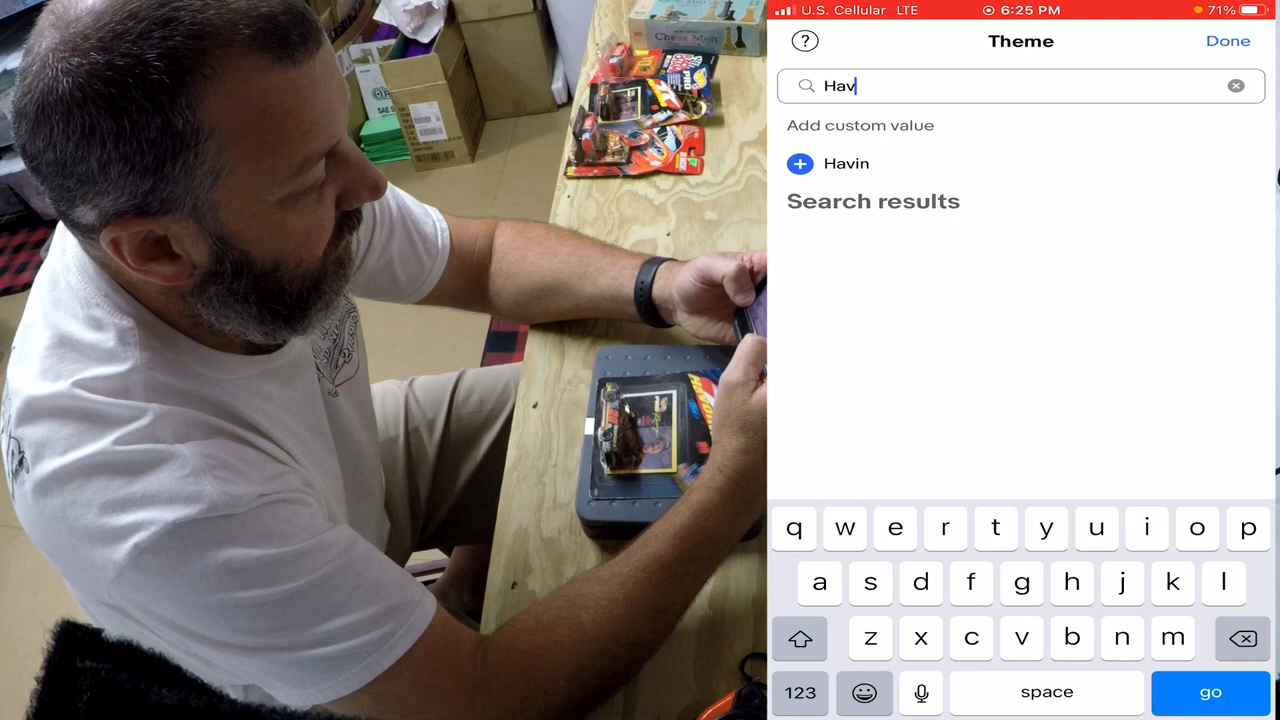 U.S. Cellular LTE 6:25 PM 71%
? Theme Done
Hav
Add custom value
+ Havin
Search results
q w e r t y u i o p
a s d f g h j k l
z x c v b n m
123 space go
Chess Men
PRO